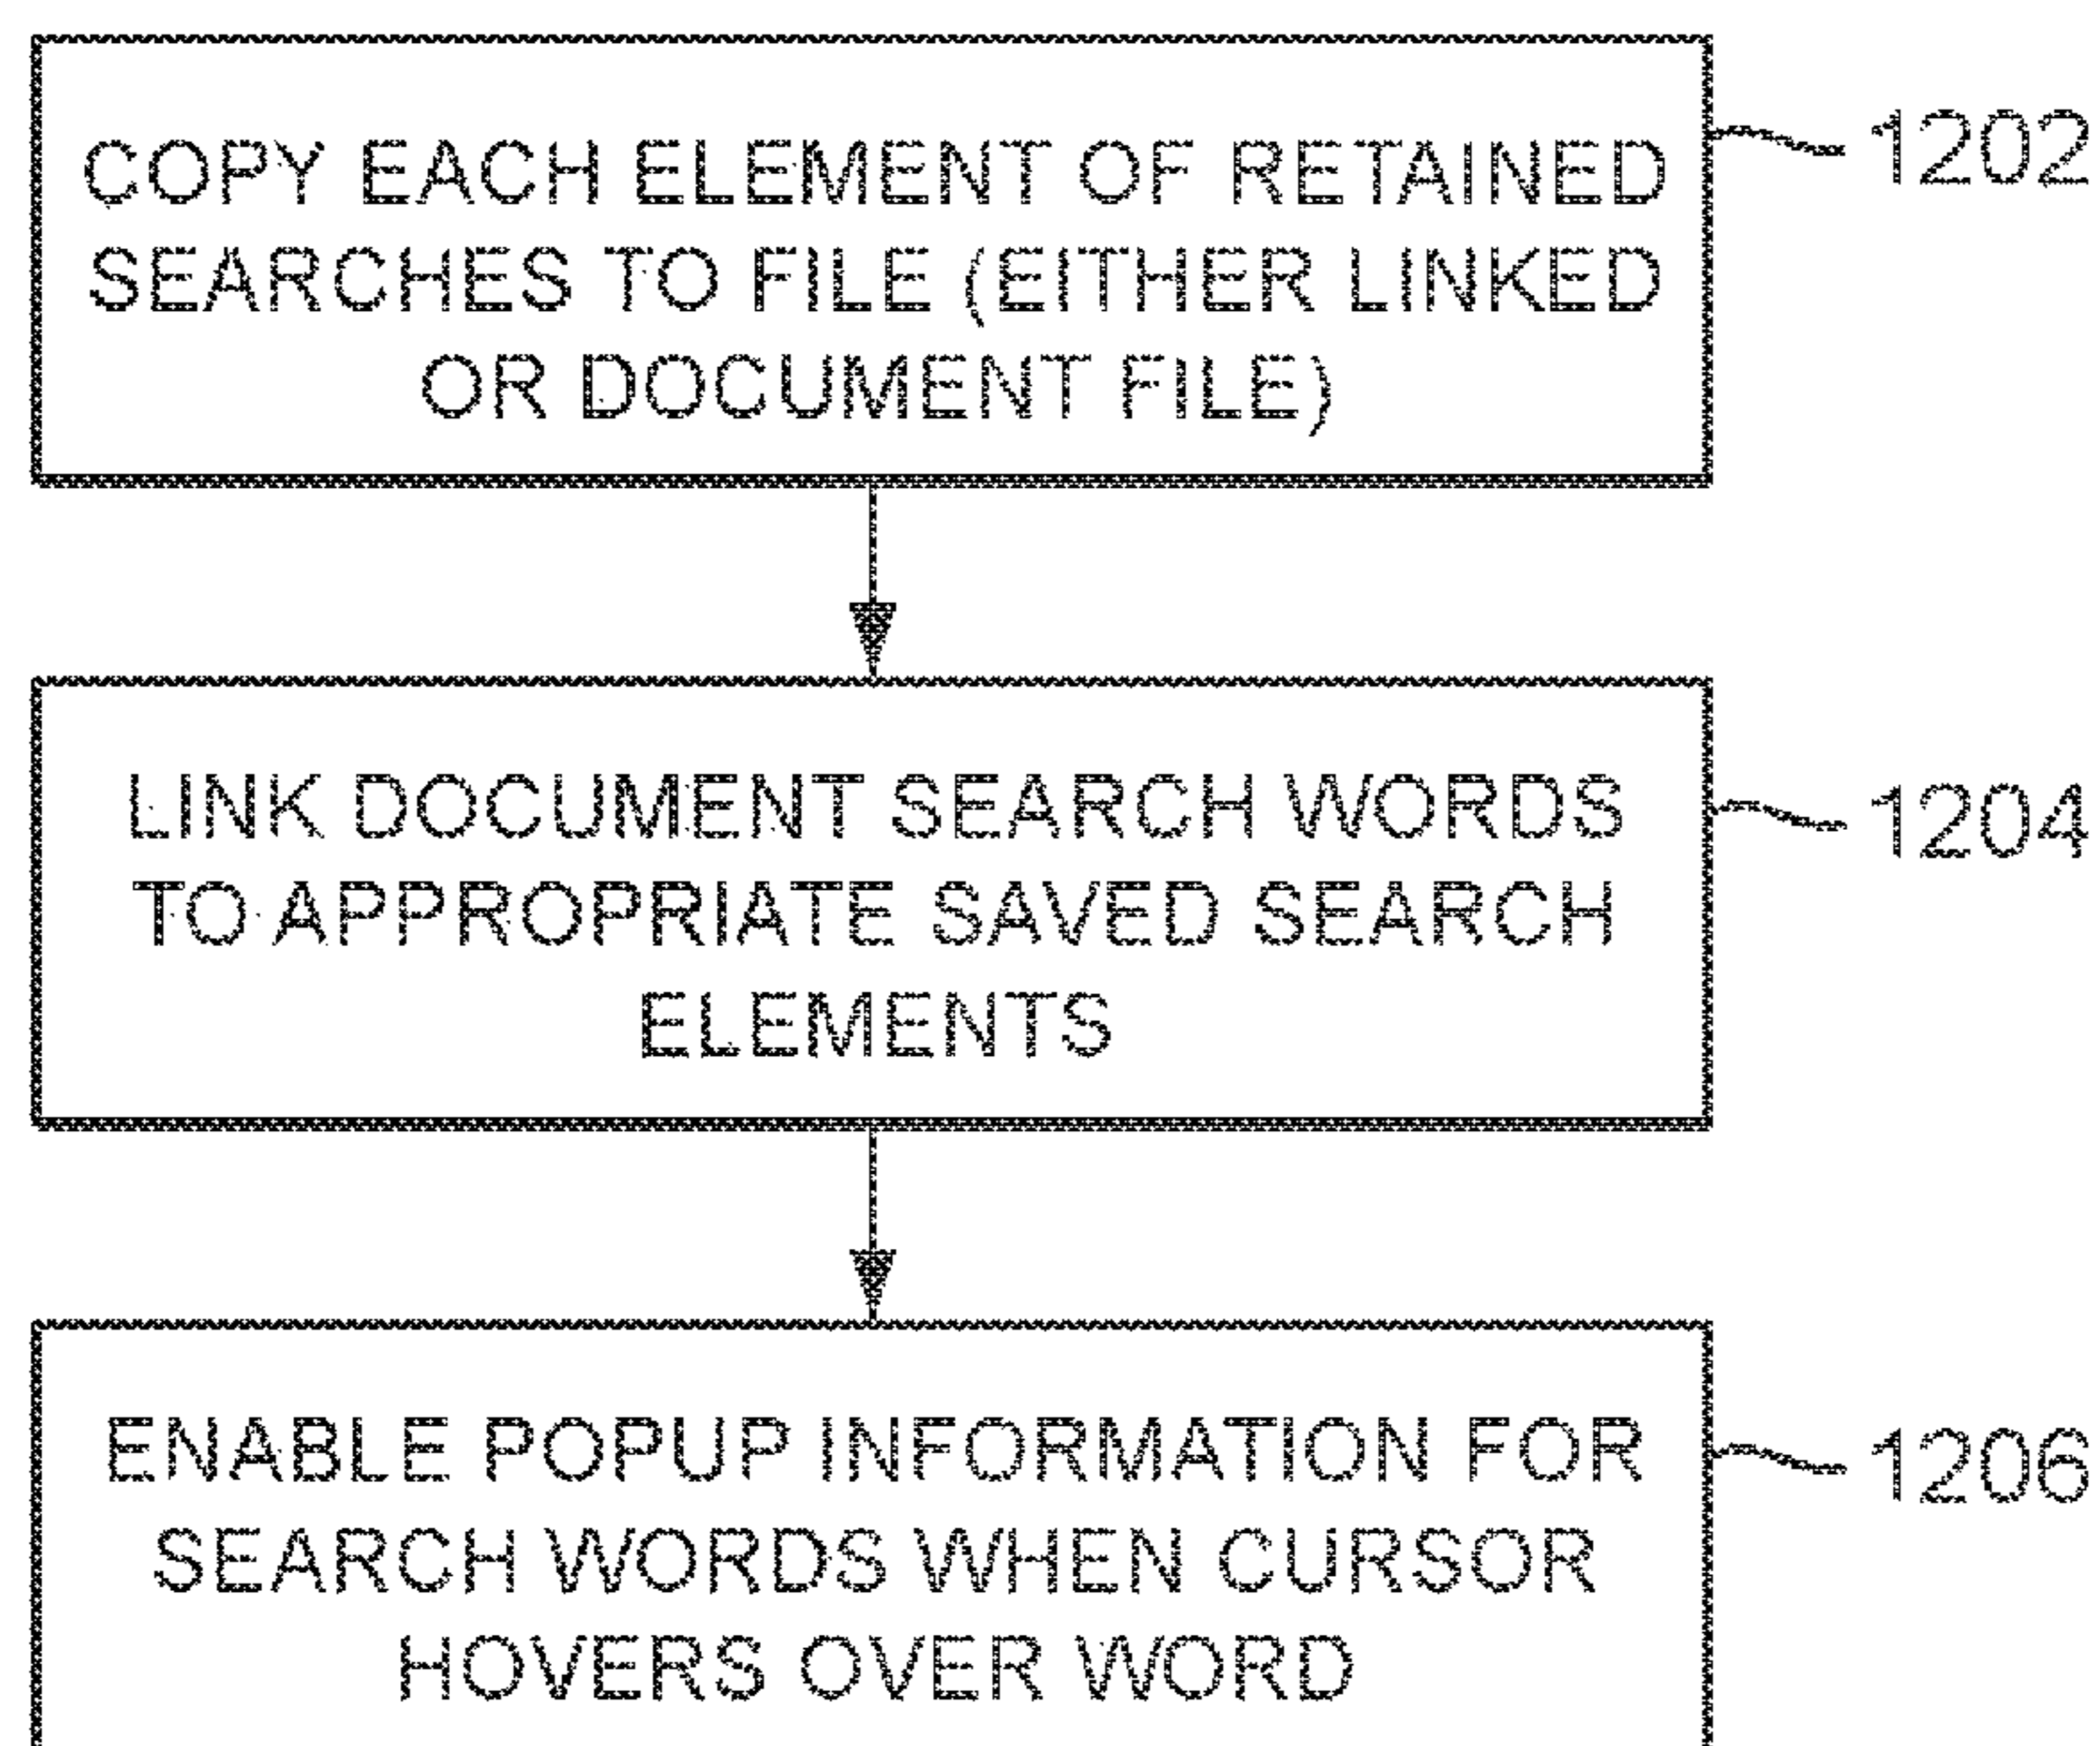 COPY EACH ELEMENT OF RETAINED
SEARCHES TO FILE (EITHER LINKED
OR DOCUMENT FILE)
1202
LINK DOCUMENT SEARCH WORDS
TO APPROPRIATE SAVED SEARCH
ELEMENTS
1204
ENABLE POPUP INFORMATION FOR
SEARCH WORDS WHEN CURSOR
HOVERS OVER WORD
1206